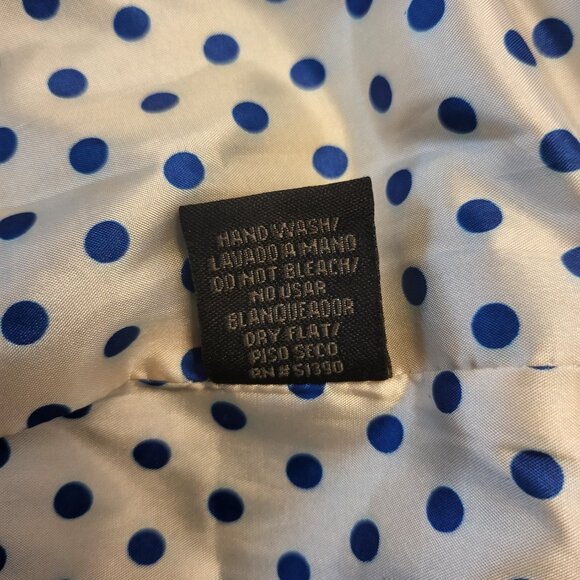 HAND WASH/
LAVADO A MANO
DO NOT BLEACH/
NO USAR
BLANQUEADOR
DRY FLAT/
PISO SECO
RN # 51390